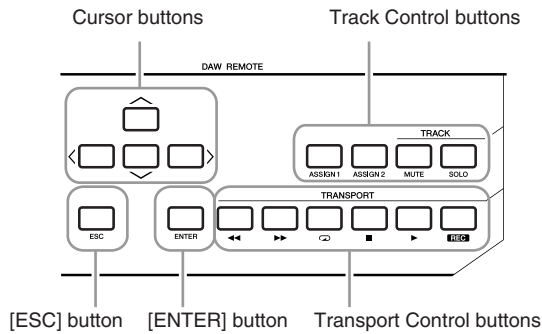 Cursor buttons
Track Control buttons
DAW REMOTE
TRACK
ASSIGN 1 ASSIGN 2 MUTE SOLO
TRANSPORT
ESC ENTER REC
[ESC] button [ENTER] button Transport Control buttons